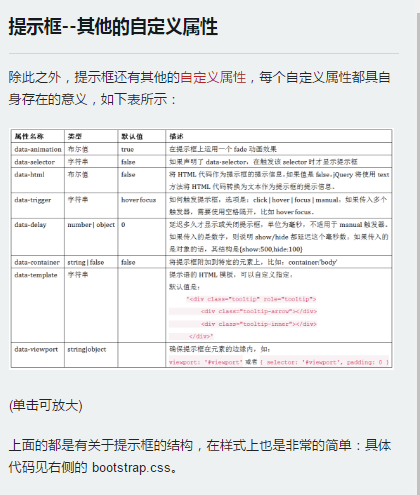 提示框--其他的自定义属性
除此之外，提示框还有其他的自定义属性，每个自定义属性都具自
身存在的意义，如下表所示：
属性名称 类型 默认值 描述
data-animation 布尔值 true 在提示框上运用一个 fade 动画效果
data-selector 字符串 false 如果声明了 data-selector，在触发该 selector 时才显示提示框
data-html 布尔值 false 将 HTML 代码作为提示框的提示信息。如果值是 false，jQuery 将使用 text
方法将 HTML 代码转换为文本作为提示框的提示信息。
data-trigger 字符串 hover focus 如何触发提示框，选项是：click | hover | focus | manual，如果传入多个
触发器，需要使用空格隔开，比如 hover focus。
data-delay number | object 0 延迟多久才显示或关闭提示框，单位为毫秒，不适用于 manual 触发器。
如果传入的是数字，则说明 show/hide 都延迟这个毫秒数，如果传入的
是对象的话，其结构是{show:500,hide:100}
data-container string | false false 将提示框附加到特定的元素上，比如：container:'body'
data-template 字符串 提示语的 HTML 模板，可以自定义指定，
默认值是：
'<div class="tooltip" role="tooltip">
<div class="tooltip-arrow"></div>
<div class="tooltip-inner"></div>
</div>'
data-viewport string|object 确保提示框在元素的边缘内，如：
viewport: '#viewport' 或者 { selector: '#viewport', padding: 0 }
(单击可放大)
上面的都是有关于提示框的结构，在样式上也是非常的简单：具体
代码见右侧的 bootstrap.css。